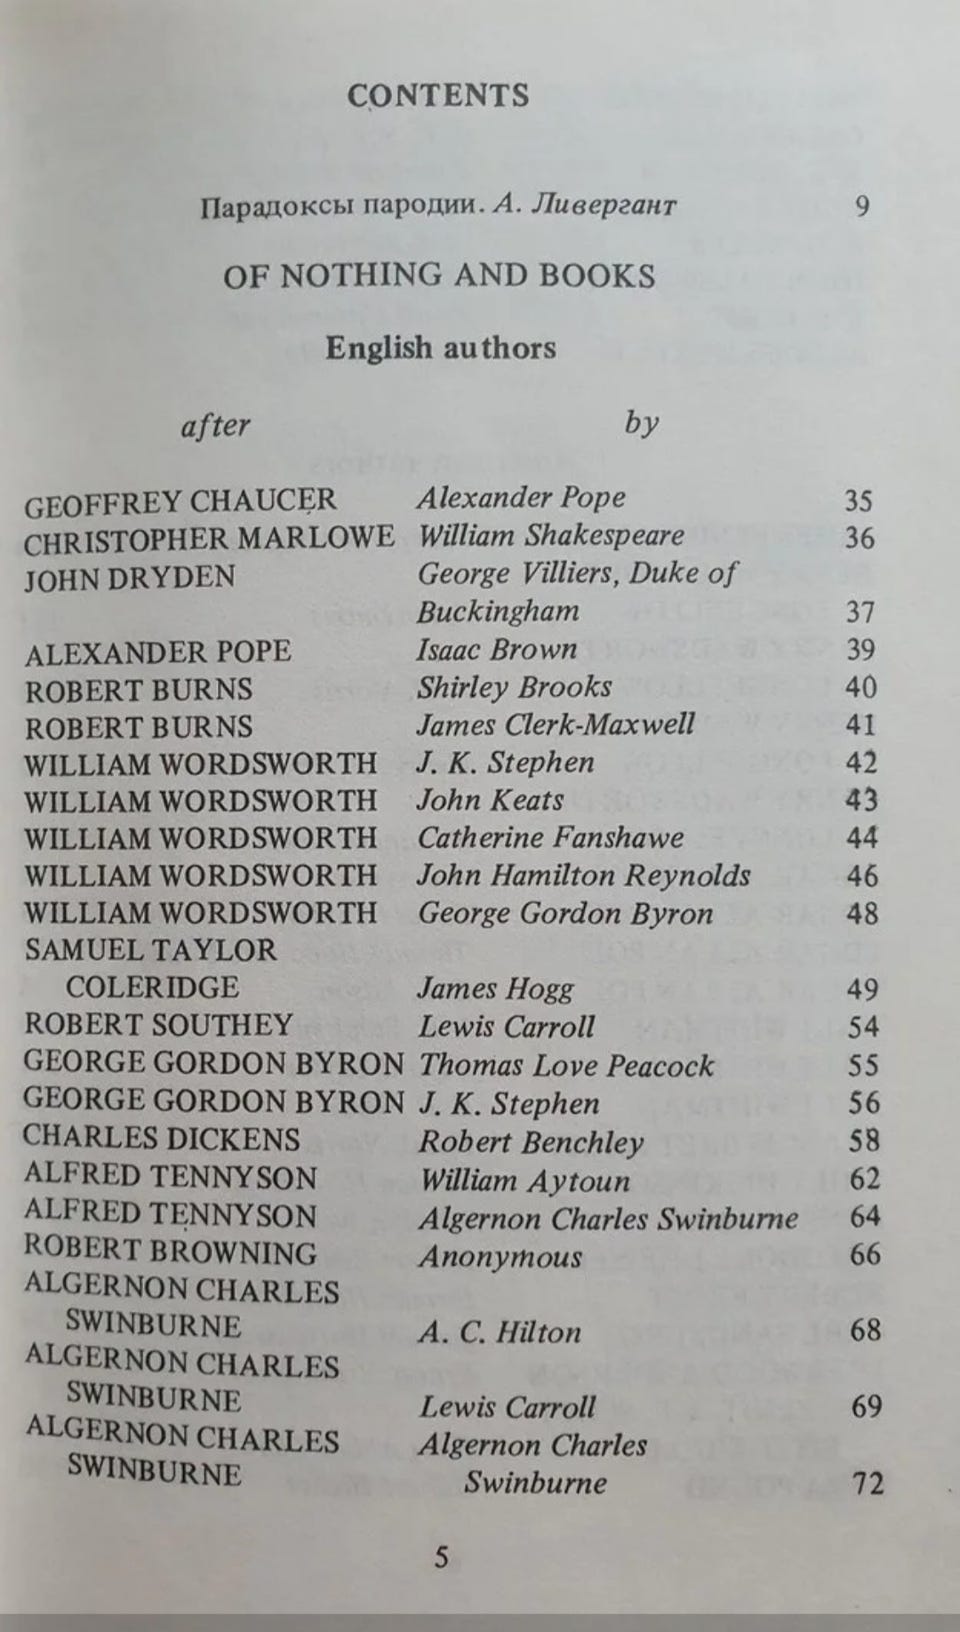 CONTENTS
Парадоксы пародии. А. Ливергант 9
OF NOTHING AND BOOKS
English authors
after by
GEOFFREY CHAUCER Alexander Pope 35
CHRISTOPHER MARLOWE William Shakespeare 36
JOHN DRYDEN George Villiers, Duke of
Buckingham 37
ALEXANDER POPE Isaac Brown 39
ROBERT BURNS Shirley Brooks 40
ROBERT BURNS James Clerk-Maxwell 41
WILLIAM WORDSWORTH J. K. Stephen 42
WILLIAM WORDSWORTH John Keats 43
WILLIAM WORDSWORTH Catherine Fanshawe 44
WILLIAM WORDSWORTH John Hamilton Reynolds 46
WILLIAM WORDSWORTH George Gordon Byron 48
SAMUEL TAYLOR
COLERIDGE James Hogg 49
ROBERT SOUTHEY Lewis Carroll 54
GEORGE GORDON BYRON Thomas Love Peacock 55
GEORGE GORDON BYRON J. K. Stephen 56
CHARLES DICKENS Robert Benchley 58
ALFRED TENNYSON William Aytoun 62
ALFRED TENNYSON Algernon Charles Swinburne 64
ROBERT BROWNING Anonymous 66
ALGERNON CHARLES
SWINBURNE A. C. Hilton 68
ALGERNON CHARLES
SWINBURNE Lewis Carroll 69
ALGERNON CHARLES Algernon Charles
SWINBURNE Swinburne 72
5